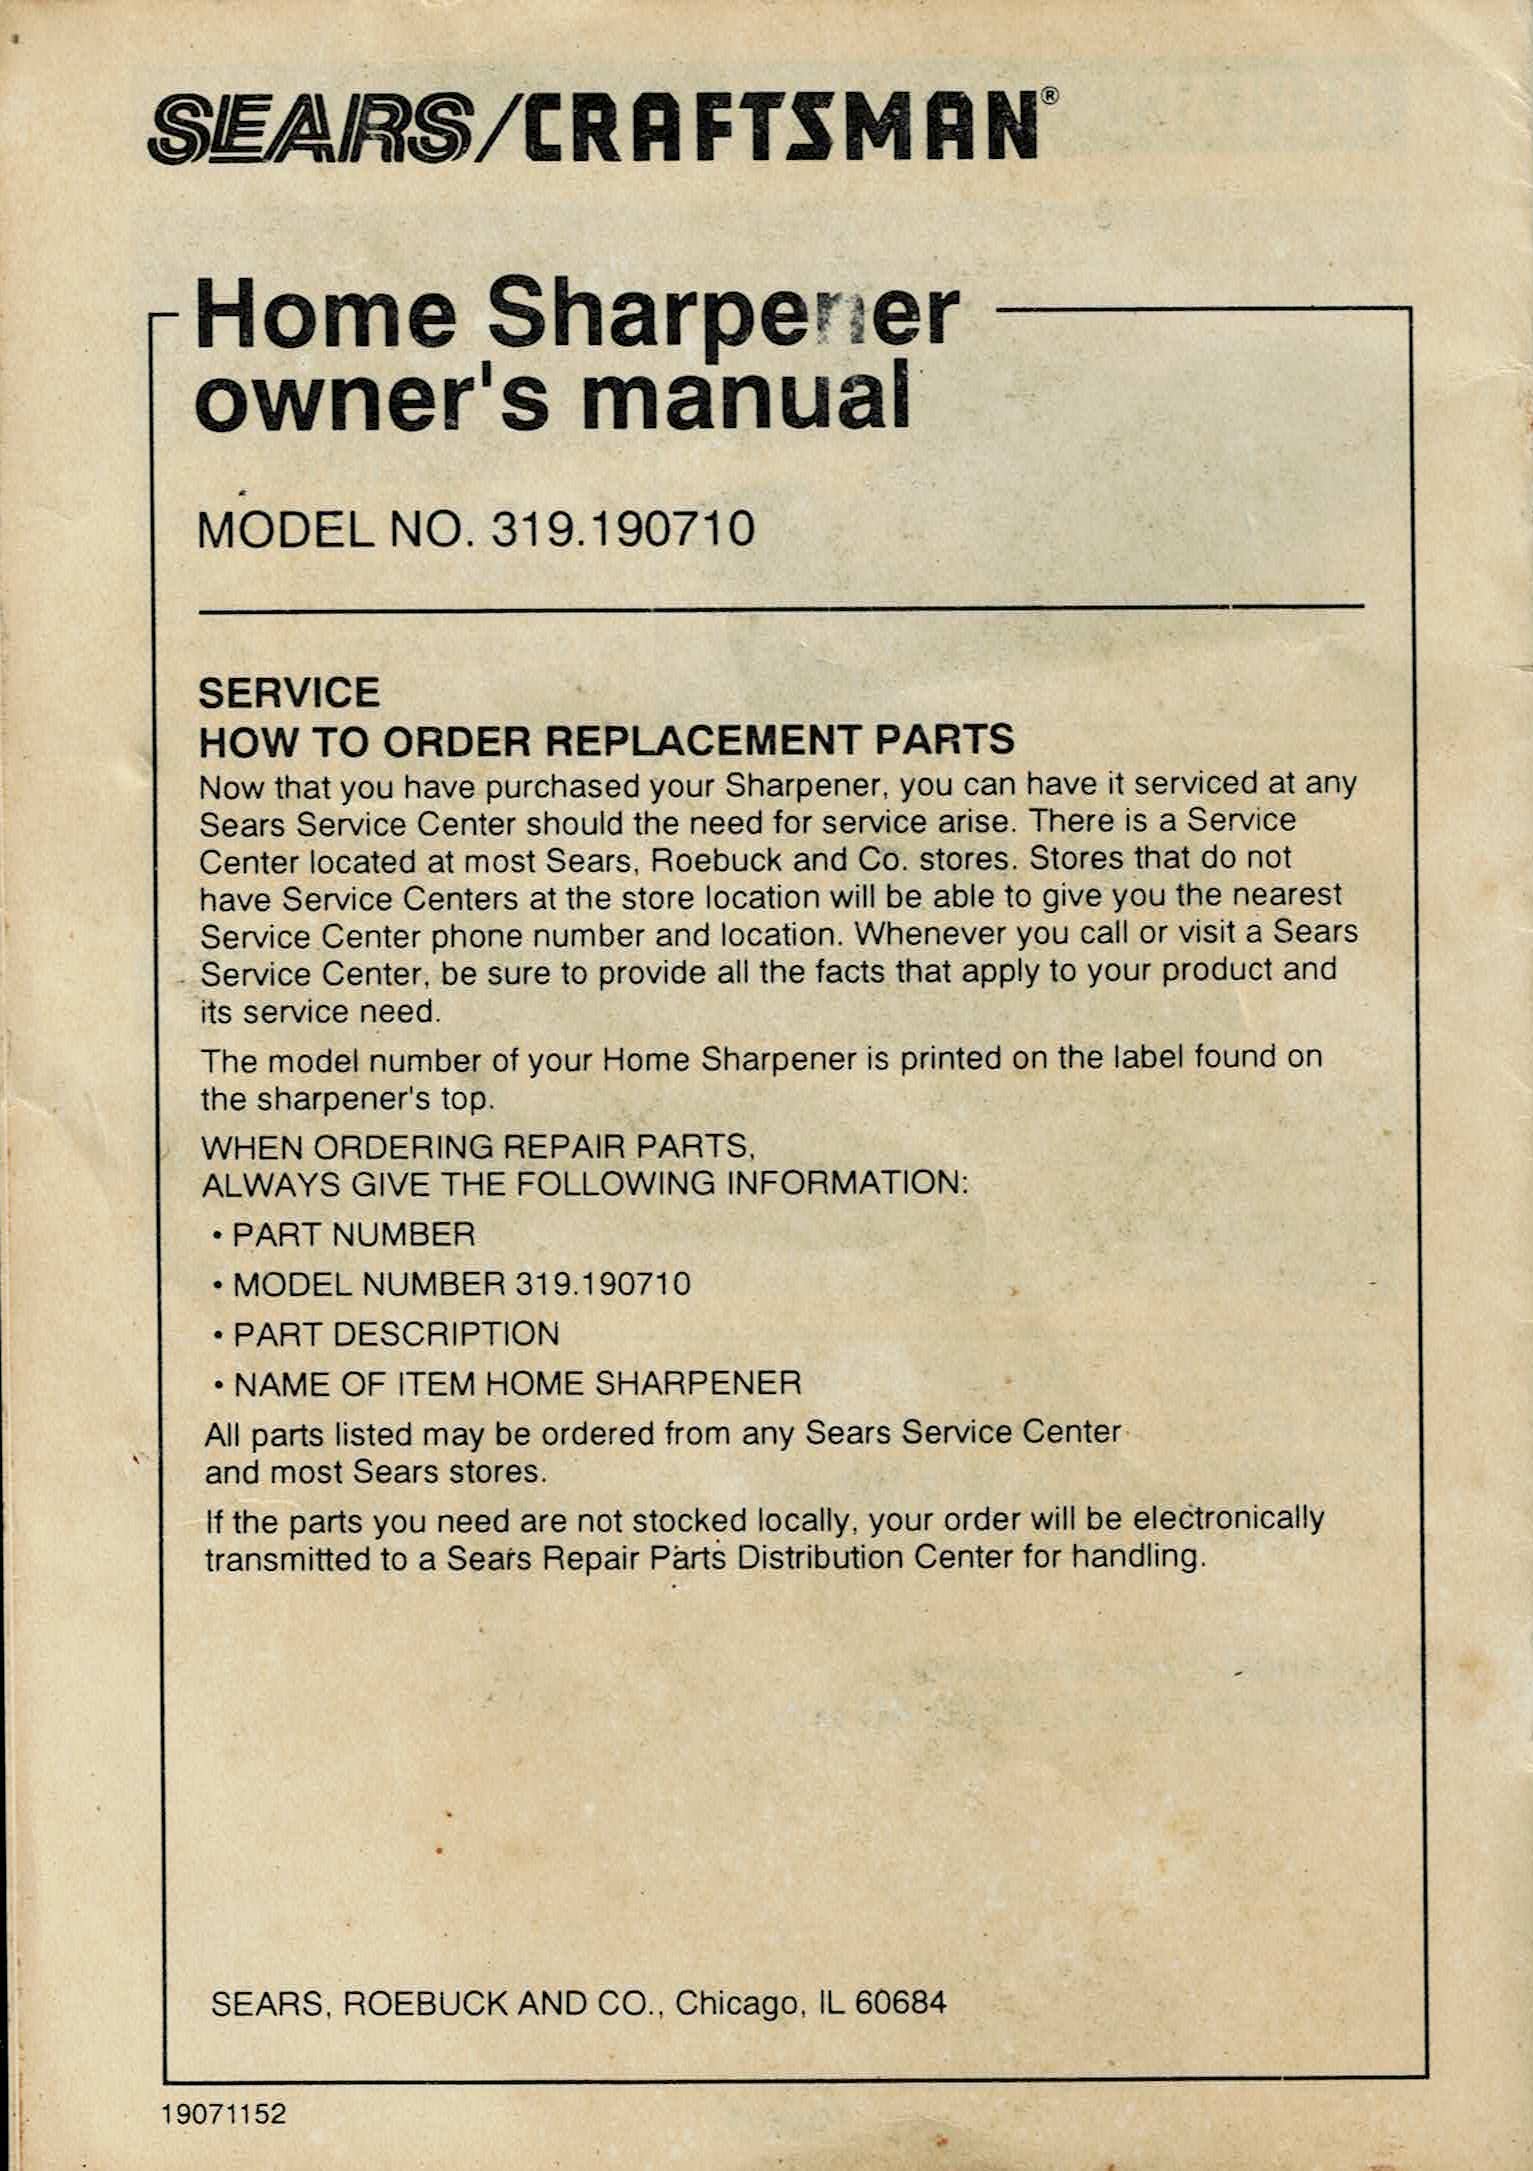 SEARS/CRAFTSMAN®
Home Sharpener
owner's manual
MODEL NO. 319.190710
SERVICE
HOW TO ORDER REPLACEMENT PARTS
Now that you have purchased your Sharpener, you can have it serviced at any
Sears Service Center should the need for service arise. There is a Service
Center located at most Sears, Roebuck and Co. stores. Stores that do not
have Service Centers at the store location will be able to give you the nearest
Service Center phone number and location. Whenever you call or visit a Sears
Service Center, be sure to provide all the facts that apply to your product and
its service need.
The model number of your Home Sharpener is printed on the label found on
the sharpener's top.
WHEN ORDERING REPAIR PARTS,
ALWAYS GIVE THE FOLLOWING INFORMATION:
• PART NUMBER
• MODEL NUMBER 319.190710
• PART DESCRIPTION
• NAME OF ITEM HOME SHARPENER
All parts listed may be ordered from any Sears Service Center
and most Sears stores.
If the parts you need are not stocked locally, your order will be electronically
transmitted to a Sears Repair Parts Distribution Center for handling.
SEARS, ROEBUCK AND CO., Chicago, IL 60684
19071152